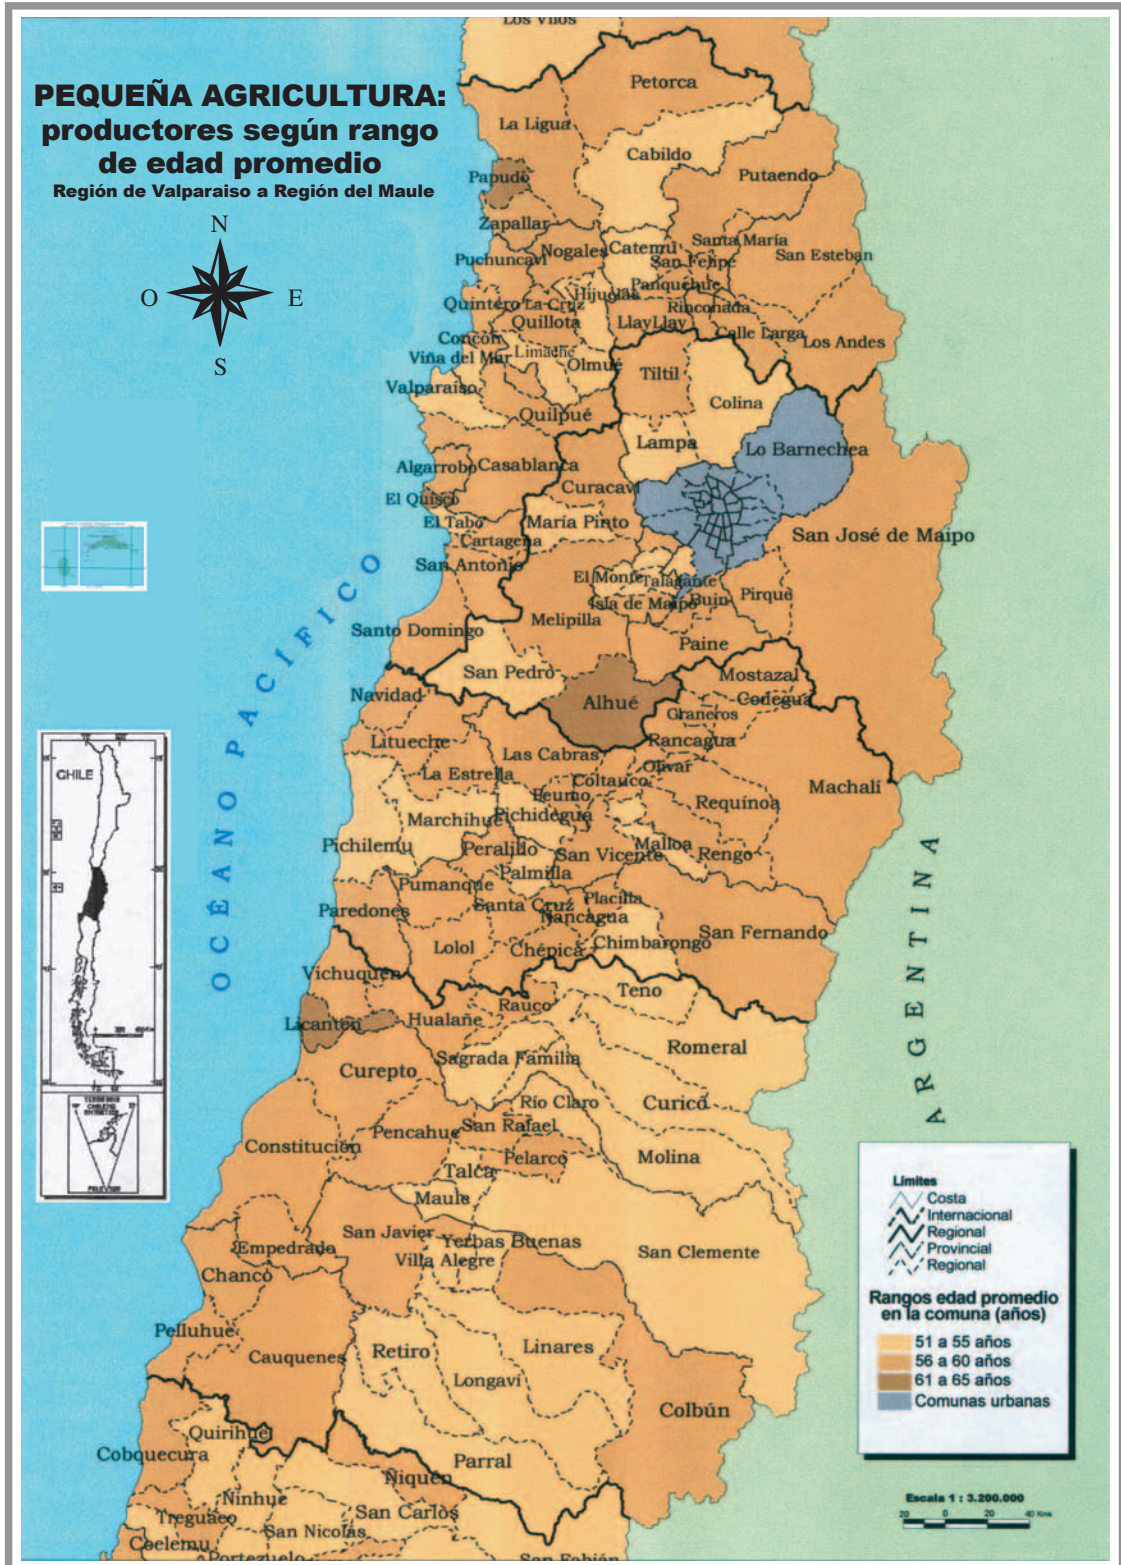 Los Vilos
PEQUEÑA AGRICULTURA:
productores según rango
de edad promedio
Región de Valparaiso a Región del Maule
N
O
E
S
Petorca
La Ligua
Cabildo
Papudo
Putaendo
Zapallar
Nogales
Catemu
Santa María
San Felipe
San Esteban
Puchuncaví
Panquehue
Hijuelas
Quintero
La Cruz
Rinconada
Quillota
LlayLlay
Calle Larga
Los Andes
Concón
Viña del Mar
Limache
Olmué
Tiltil
Valparaíso
Colina
Quilpué
Lampa
Lo Barnechea
Algarrobo
Casablanca
Curacaví
El Quisco
El Tabo
María Pinto
San José de Maipo
Cartagena
San Antonio
El Monte
Talagante
Isla de Maipo
Buin
Pirque
Melipilla
Santo Domingo
Paine
San Pedro
Mostazal
Navidad
Alhué
Codegua
Graneros
Litueche
Rancagua
Las Cabras
La Estrella
Olivar
Coltauco
Machalí
Peumo
Requínoa
Marchihue
Pichidegua
Pichilemu
Peralillo
San Vicente
Malloa
Rengo
Palmilla
Pumanque
Paredones
Santa Cruz
Placilla
Nancagua
San Fernando
Lolol
Chépica
Chimbarongo
Vichuquén
Teno
Rauco
Licantén
Hualañe
Romeral
Sagrada Familia
Curepto
Río Claro
Curicó
San Rafael
Pencahue
Constitución
Pelarco
Molina
Talca
Maule
San Javier
Yerbas Buenas
Empedrado
San Clemente
Villa Alegre
Chanco
Pelluhue
Cauquenes
Retiro
Linares
Longaví
Colbún
Quirihue
Cobquecura
Parral
Ñiquén
Ninhue
San Carlos
Treguaco
San Nicolás
Coelemu
Portezuelo
San Fabián
OCÉANO PACÍFICO
ARGENTINA
CHILE
Límites
Costa
Internacional
Regional
Provincial
Regional
Rangos edad promedio
en la comuna (años)
51 a 55 años
56 a 60 años
61 a 65 años
Comunas urbanas
Escala 1 : 3.200.000
20 0 20 40 Kms.